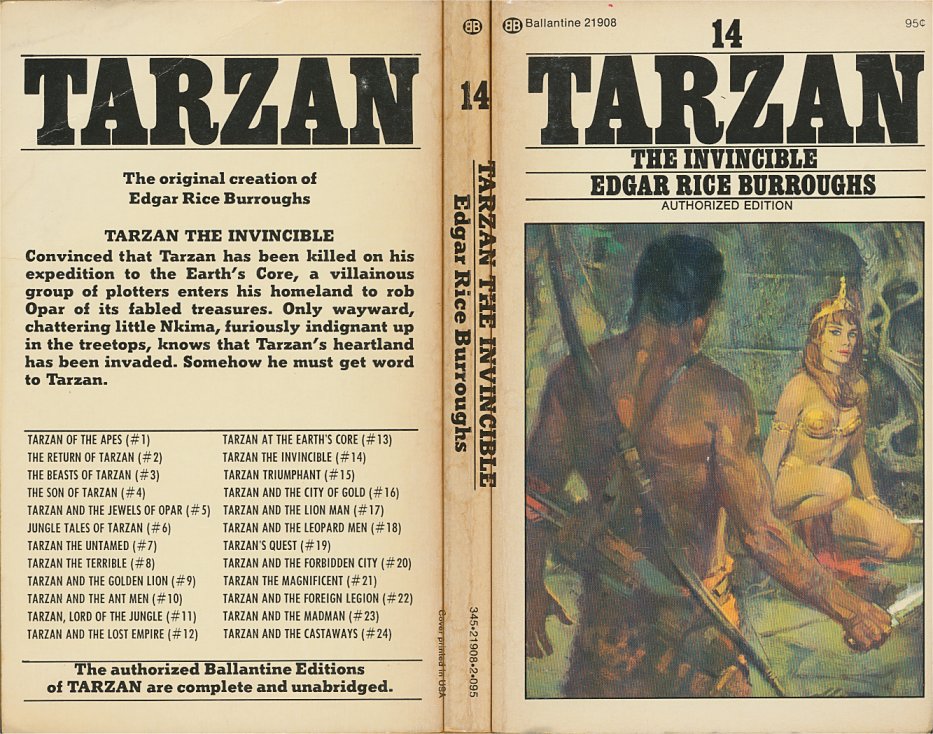 TARZAN
The original creation of
Edgar Rice Burroughs
TARZAN THE INVINCIBLE
Convinced that Tarzan has been killed on his
expedition to the Earth's Core, a villainous
group of plotters enters his homeland to rob
Opar of its fabled treasures. Only wayward,
chattering little Nkima, furiously indignant up
in the treetops, knows that Tarzan's heartland
has been invaded. Somehow he must get word
to Tarzan.
TARZAN OF THE APES (#1)
THE RETURN OF TARZAN (#2)
THE BEASTS OF TARZAN (#3)
THE SON OF TARZAN (#4)
TARZAN AND THE JEWELS OF OPAR (#5)
JUNGLE TALES OF TARZAN (#6)
TARZAN THE UNTAMED (#7)
TARZAN THE TERRIBLE (#8)
TARZAN AND THE GOLDEN LION (#9)
TARZAN AND THE ANT MEN (#10)
TARZAN, LORD OF THE JUNGLE (#11)
TARZAN AND THE LOST EMPIRE (#12)
TARZAN AT THE EARTH'S CORE (#13)
TARZAN THE INVINCIBLE (#14)
TARZAN TRIUMPHANT (#15)
TARZAN AND THE CITY OF GOLD (#16)
TARZAN AND THE LION MAN (#17)
TARZAN AND THE LEOPARD MEN (#18)
TARZAN'S QUEST (#19)
TARZAN AND THE FORBIDDEN CITY (#20)
TARZAN THE MAGNIFICENT (#21)
TARZAN AND THE FOREIGN LEGION (#22)
TARZAN AND THE MADMAN (#23)
TARZAN AND THE CASTAWAYS (#24)
The authorized Ballantine Editions
of TARZAN are complete and unabridged.
Cover printed in USA
BB
14
TARZAN THE INVINCIBLE
Edgar Rice Burroughs
345•21908•2•095
BB Ballantine 21908
95¢
14
TARZAN
THE INVINCIBLE
EDGAR RICE BURROUGHS
AUTHORIZED EDITION